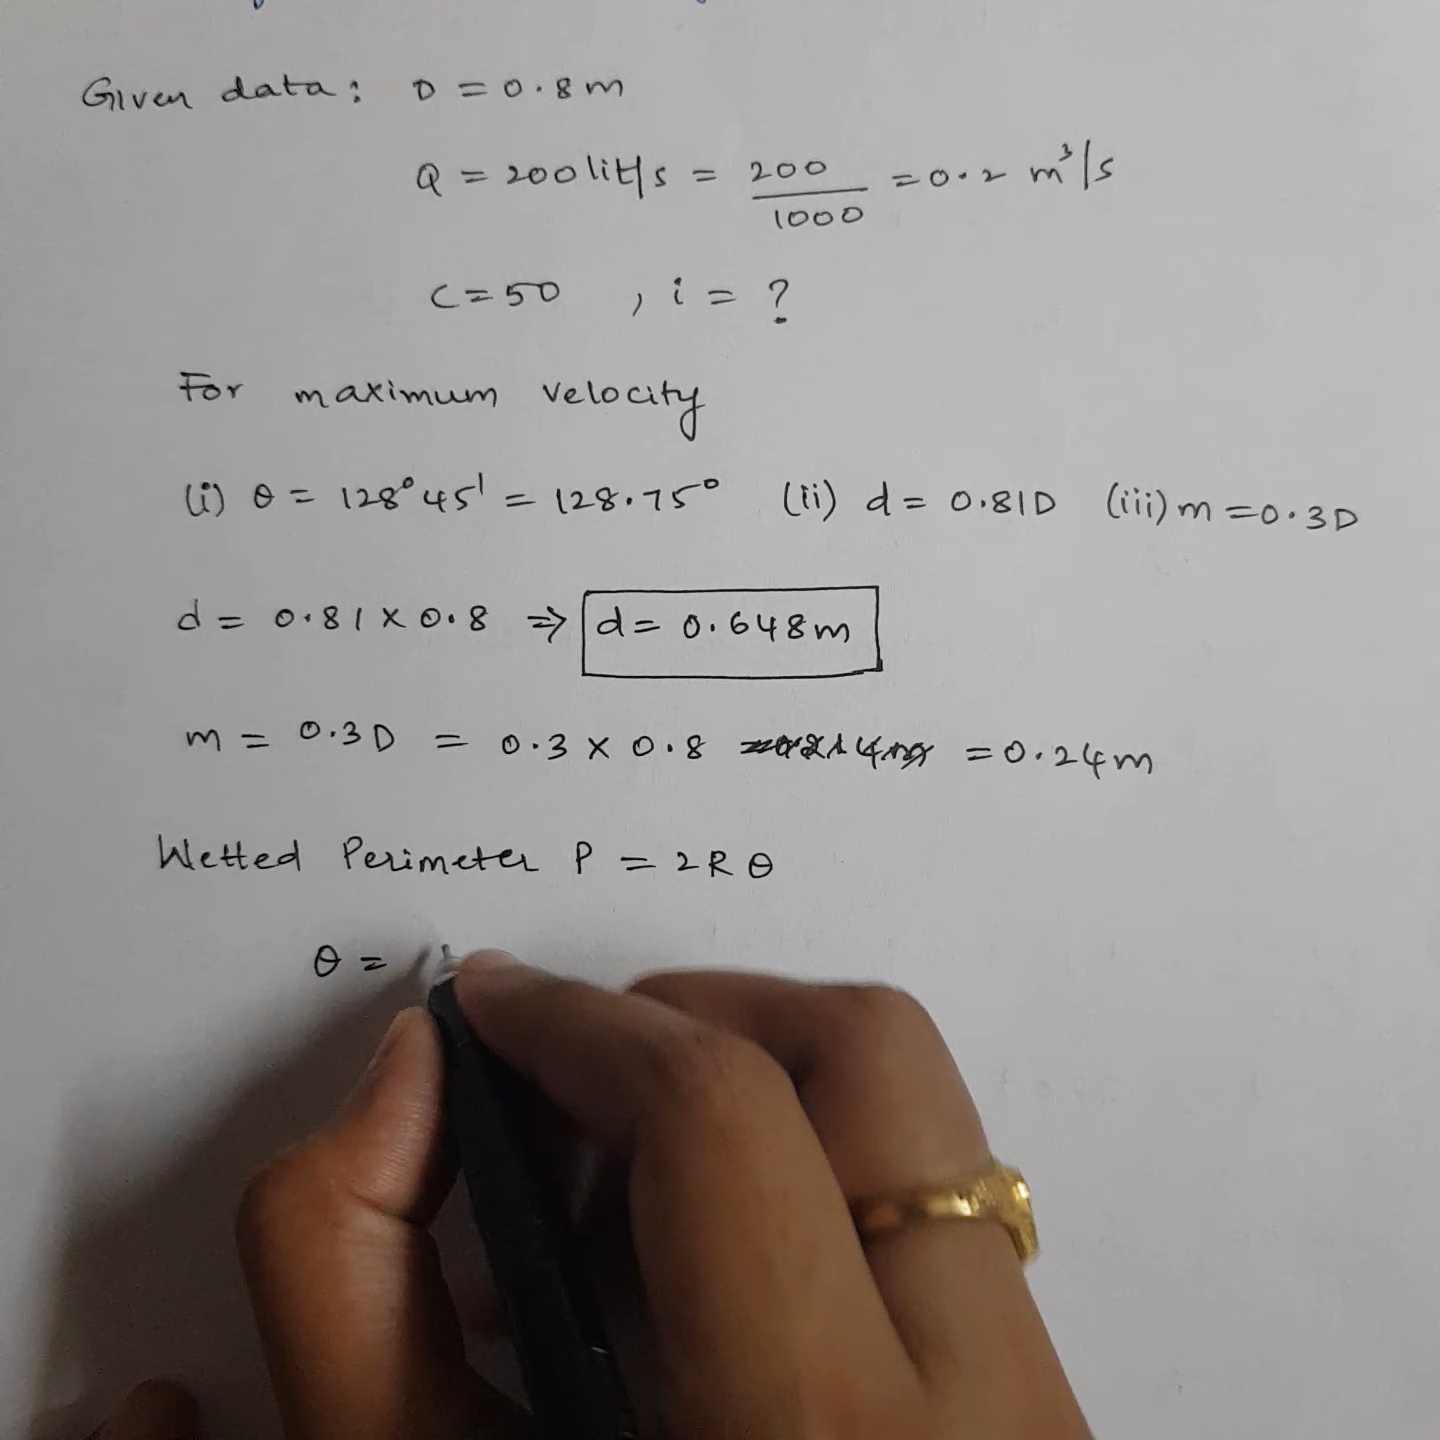 Given data: D = 0.8m
Q = 200lit/s = 200/1000 = 0.2 m³/s
C=50 , i = ?
For maximum velocity
(i) θ = 128°45' = 128.75° (ii) d = 0.81D (iii) m = 0.3D
d = 0.81 x 0.8 ⇒ d = 0.648m
m = 0.3D = 0.3 x 0.8 = 0.24m
Wetted Perimeter P = 2Rθ
θ =